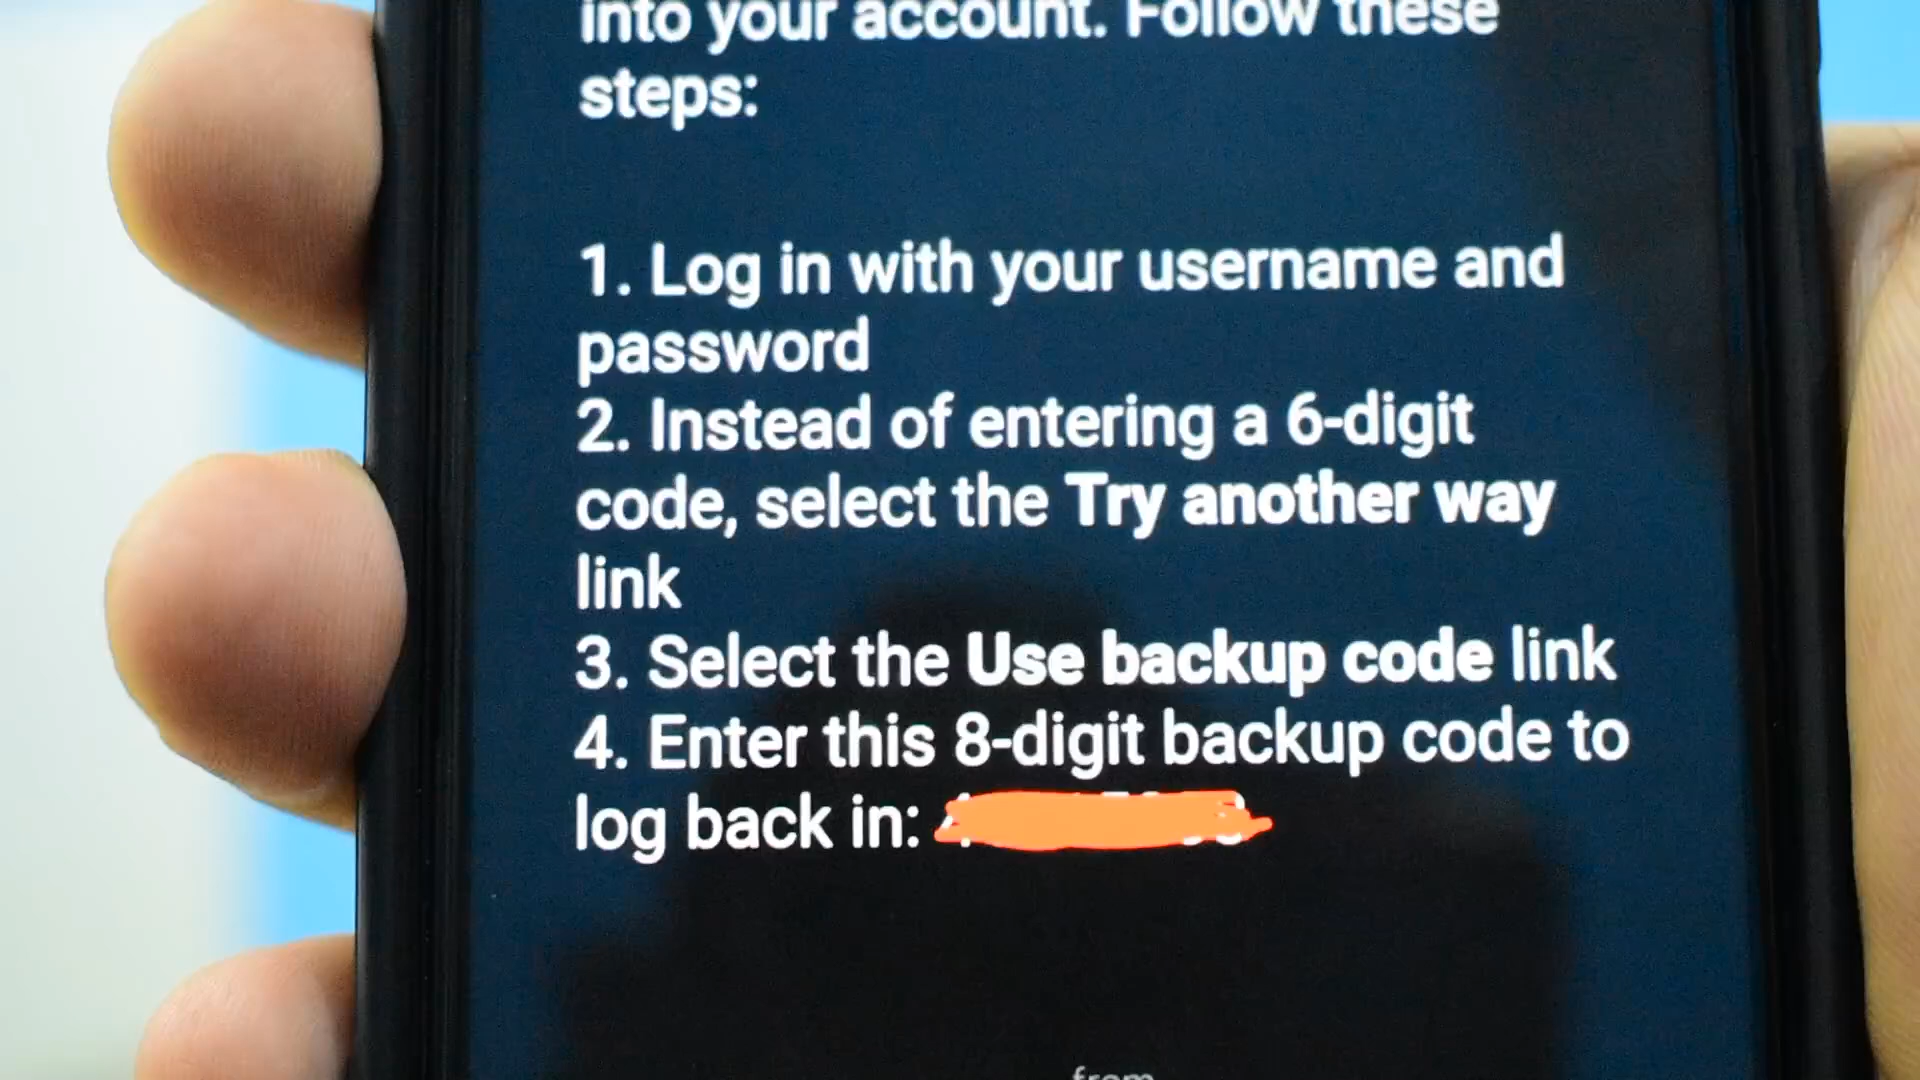 into your account. Follow these
steps:
1. Log in with your username and
password
2. Instead of entering a 6-digit
code, select the Try another way
link
3. Select the Use backup code link
4. Enter this 8-digit backup code to
log back in:
from